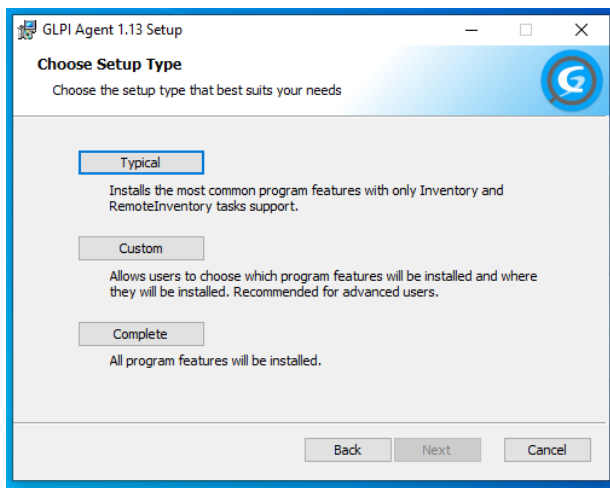 GLPI Agent 1.13 Setup
Choose Setup Type
Choose the setup type that best suits your needs
Typical
Installs the most common program features with only Inventory and
RemoteInventory tasks support.
Custom
Allows users to choose which program features will be installed and where
they will be installed. Recommended for advanced users.
Complete
All program features will be installed.
Back Next Cancel